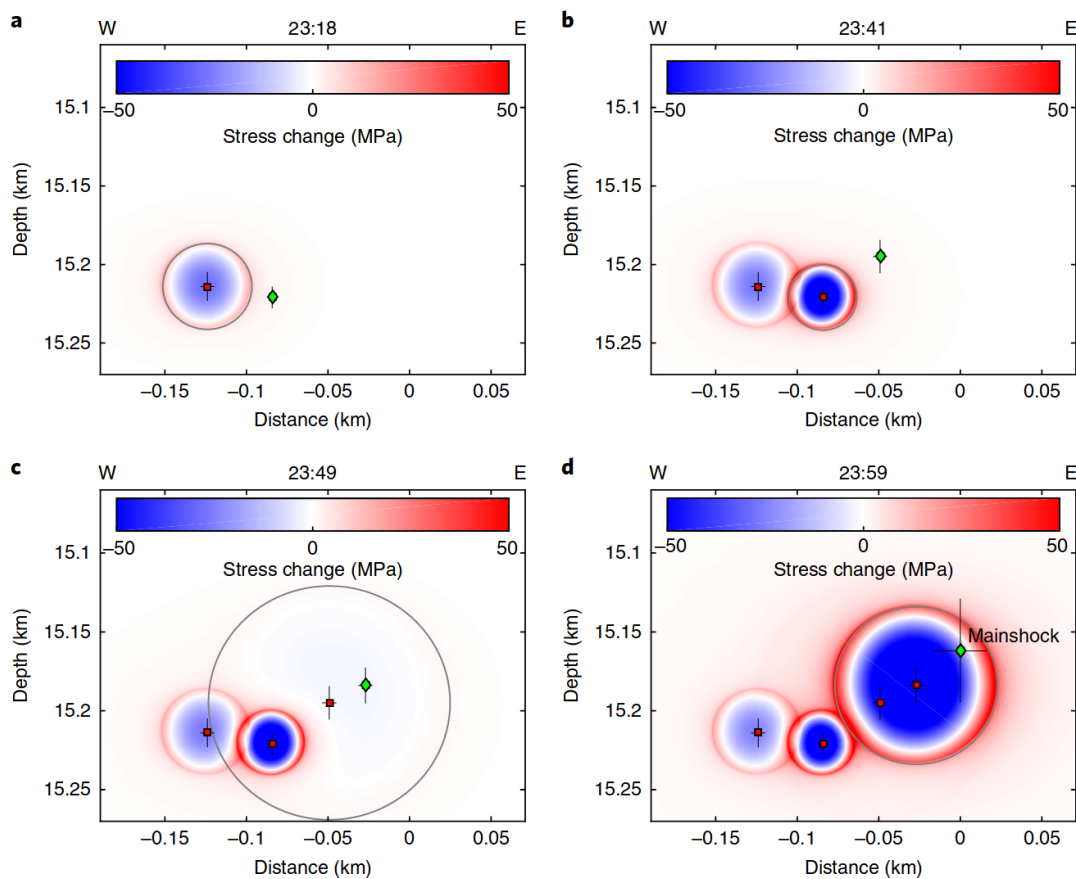 a
W 23:18 E
−50 0 50
Stress change (MPa)
15.1
15.15
15.2
15.25
Depth (km)
−0.15 −0.1 −0.05 0 0.05
Distance (km)
b
W 23:41 E
−50 0 50
Stress change (MPa)
15.1
15.15
15.2
15.25
Depth (km)
−0.15 −0.1 −0.05 0 0.05
Distance (km)
c
W 23:49 E
−50 0 50
Stress change (MPa)
15.1
15.15
15.2
15.25
Depth (km)
−0.15 −0.1 −0.05 0 0.05
Distance (km)
d
W 23:59 E
−50 0 50
Stress change (MPa)
15.1
Mainshock
15.15
15.2
15.25
Depth (km)
−0.15 −0.1 −0.05 0 0.05
Distance (km)